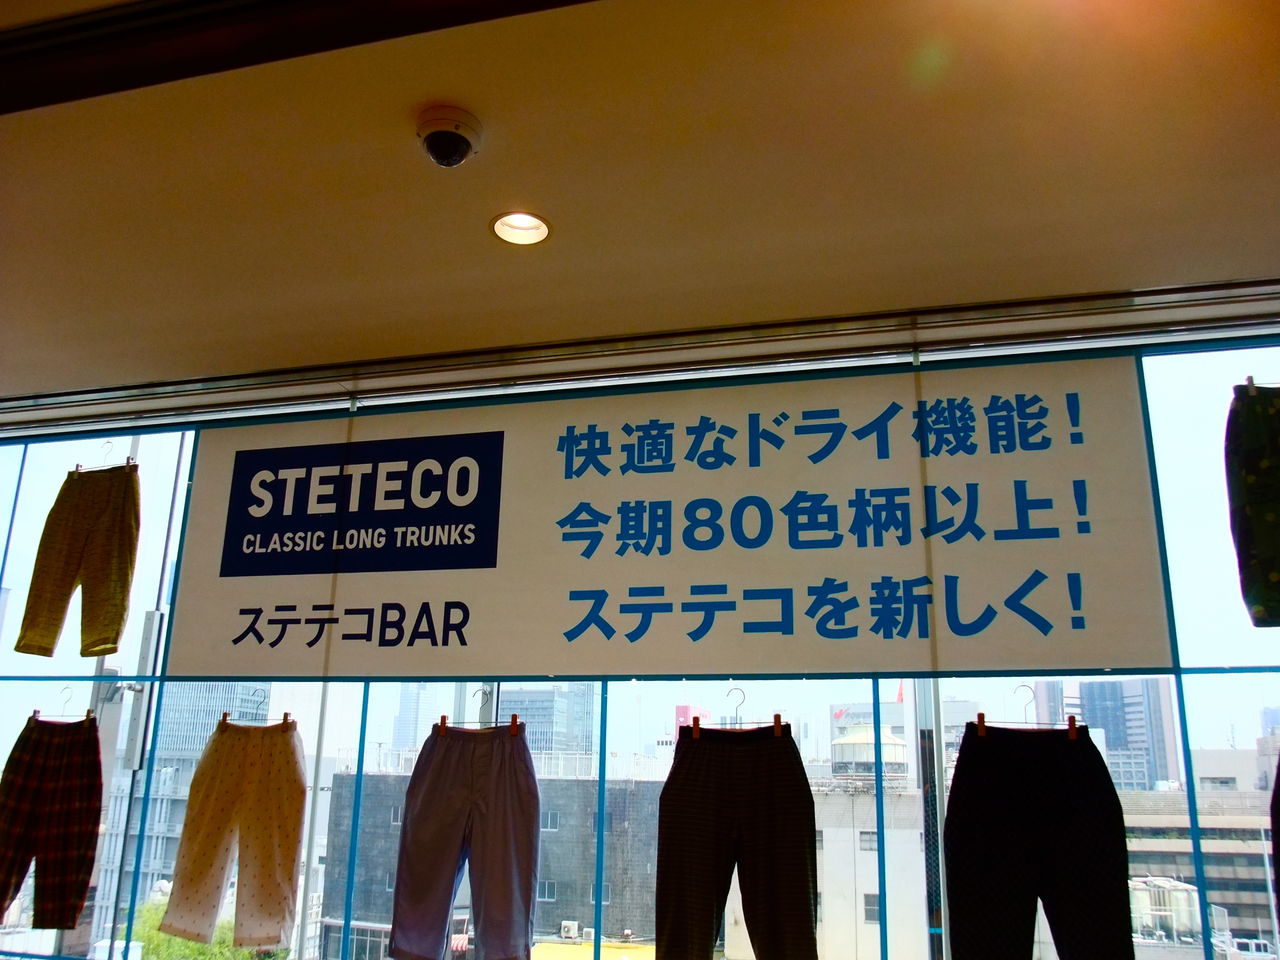 STETECO
CLASSIC LONG TRUNKS
ステテコBAR
快適なドライ機能！
今期80色柄以上！
ステテコを新しく！